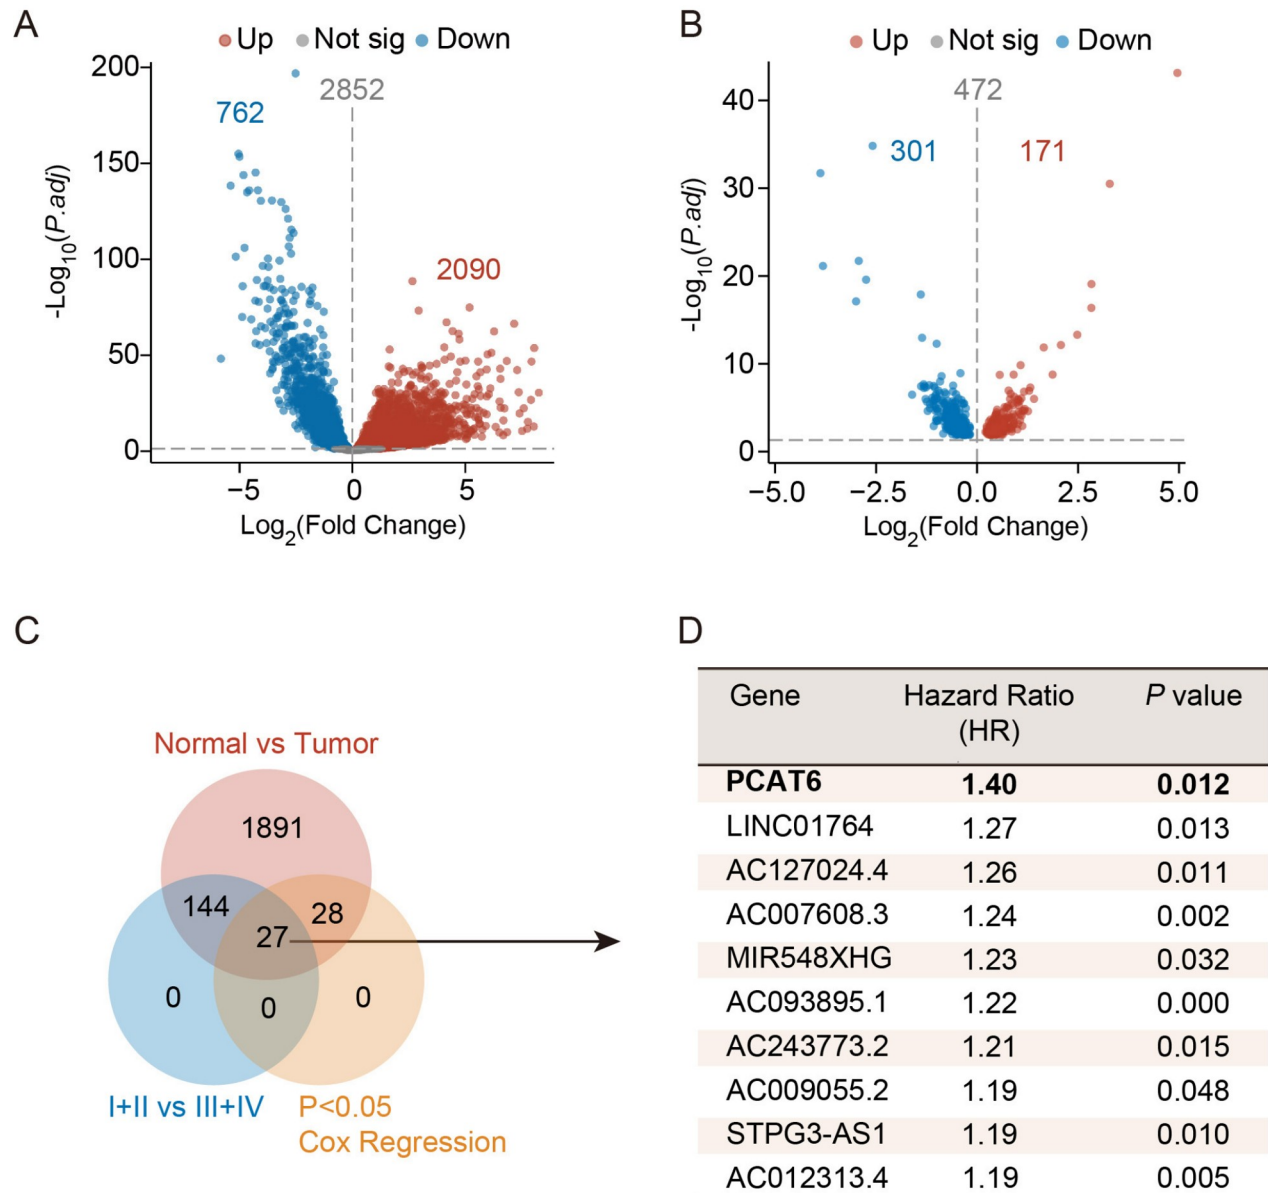 A
Up Not sig Down
200
150
100
50
0
-Log10(P.adj)
762
2852
2090
−5 0 5
Log2(Fold Change)
B
Up Not sig Down
40
30
20
10
0
-Log10(P.adj)
472
301
171
−5.0 −2.5 0.0 2.5 5.0
Log2(Fold Change)
C
Normal vs Tumor
1891
144
28
27
0
0
0
I+II vs III+IV
P<0.05
Cox Regression
D
Gene Hazard Ratio P value
(HR)
PCAT6 1.40 0.012
LINC01764 1.27 0.013
AC127024.4 1.26 0.011
AC007608.3 1.24 0.002
MIR548XHG 1.23 0.032
AC093895.1 1.22 0.000
AC243773.2 1.21 0.015
AC009055.2 1.19 0.048
STPG3-AS1 1.19 0.010
AC012313.4 1.19 0.005